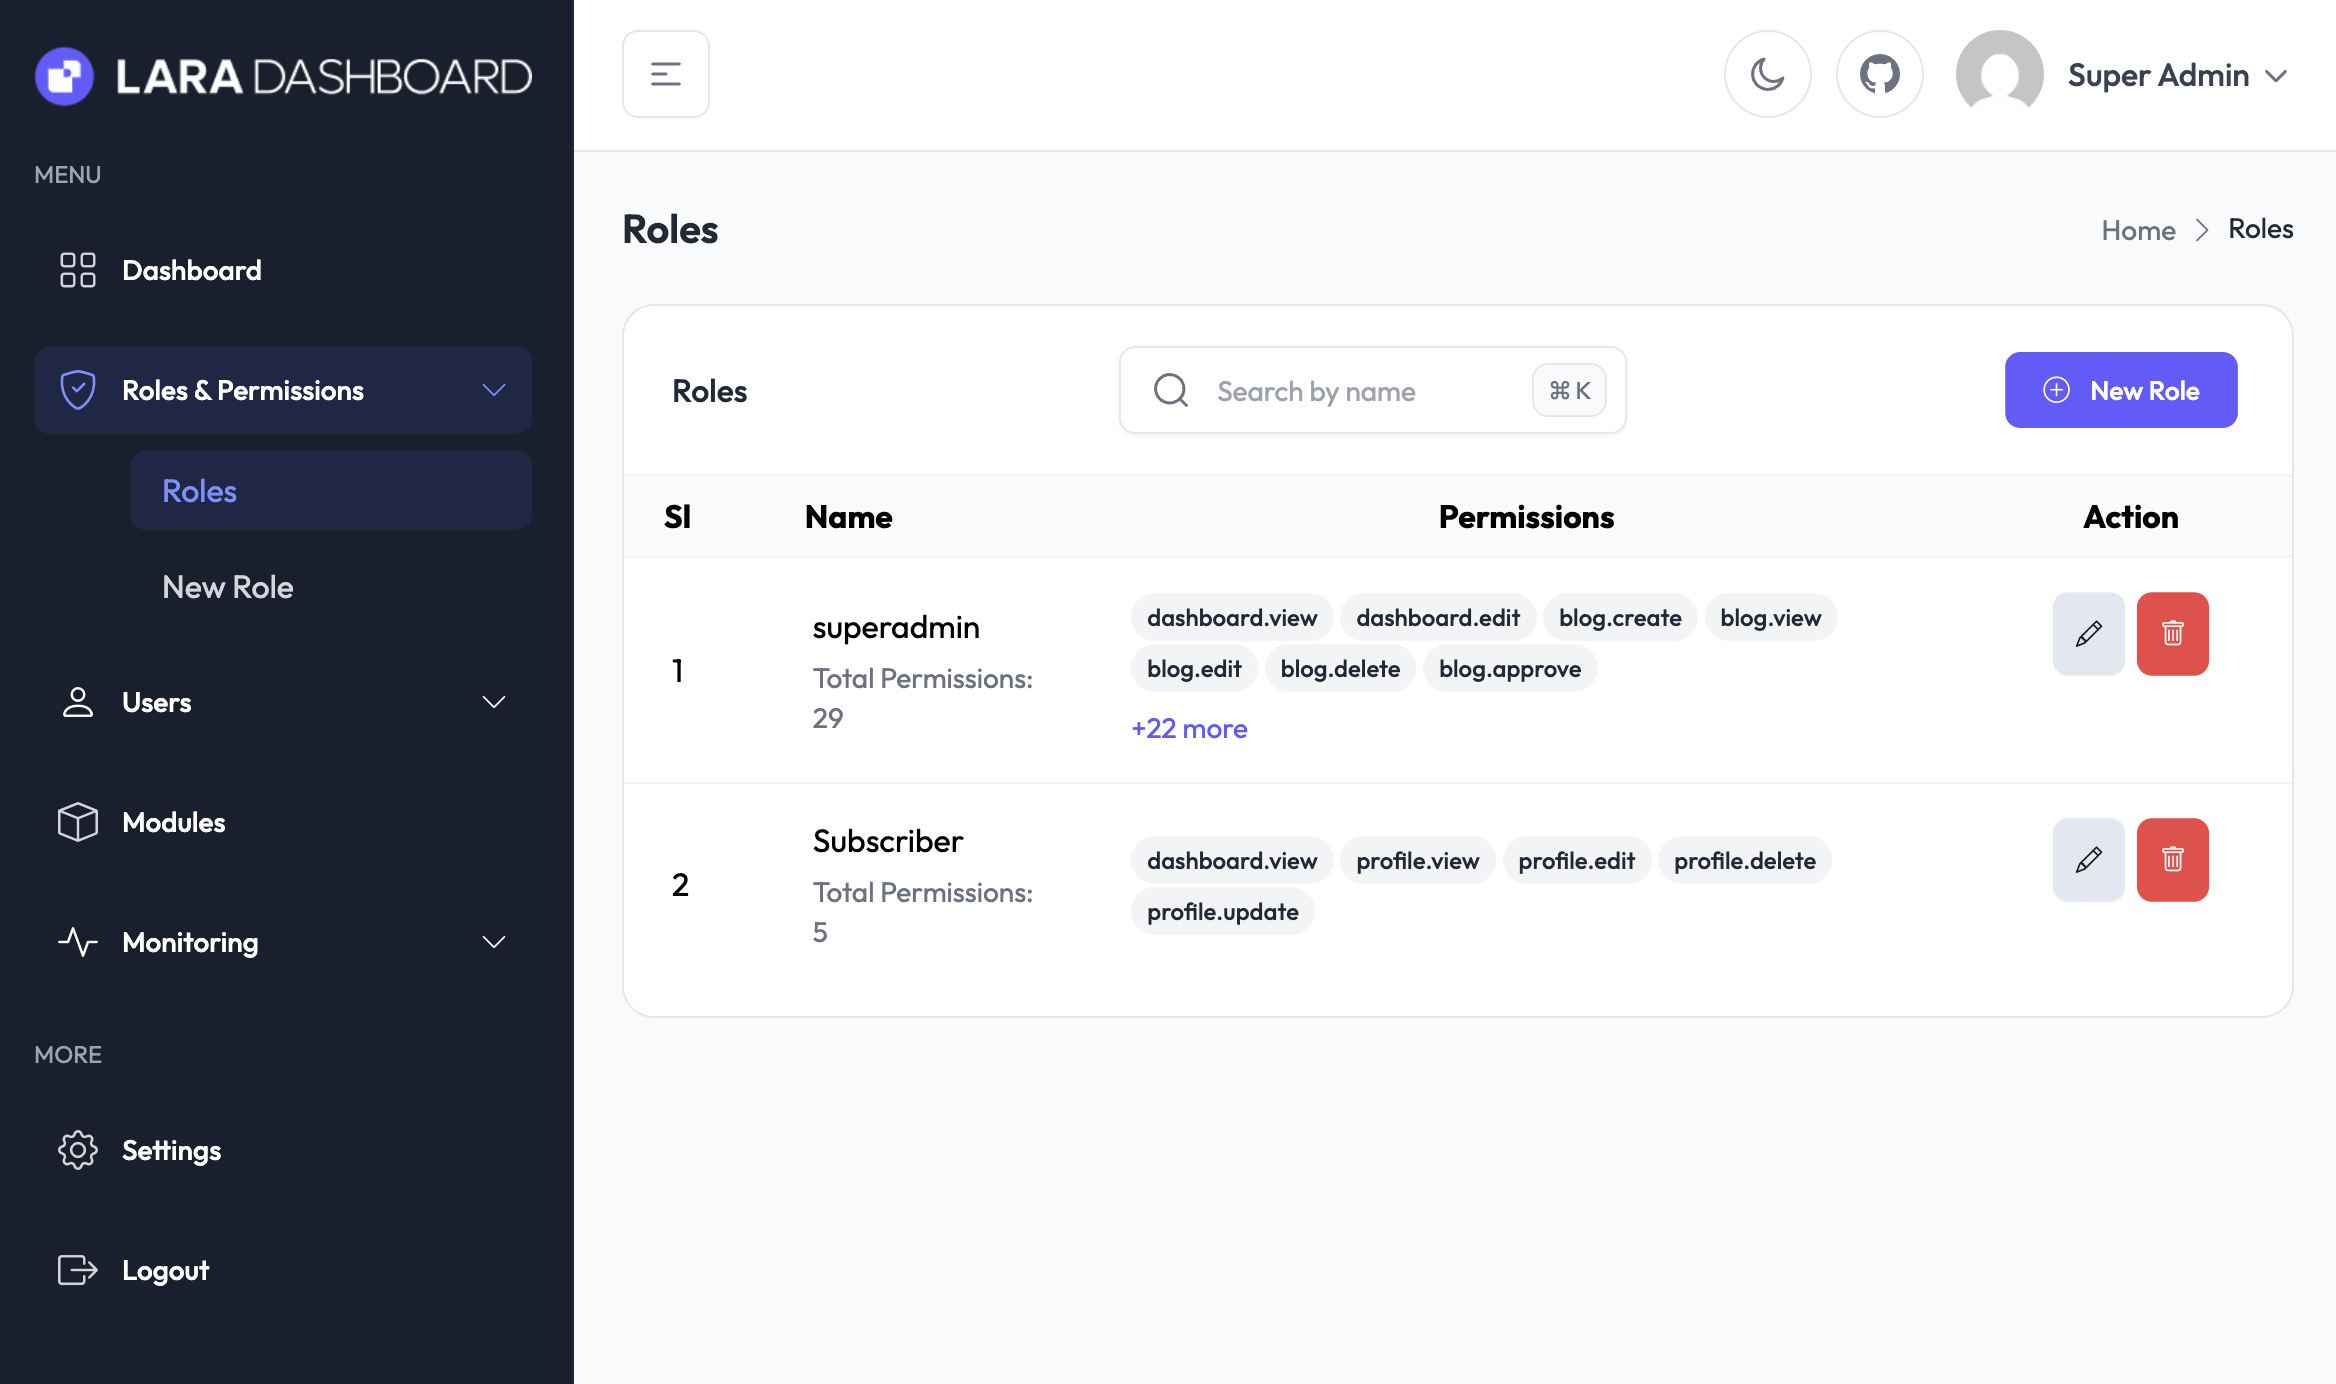 LARA DASHBOARD
MENU
Dashboard
Roles & Permissions
Roles
New Role
Users
Modules
Monitoring
MORE
Settings
Logout
Super Admin
Roles
Home > Roles
Roles
Search by name
⌘ K
New Role
Sl Name Permissions Action
1
superadmin
Total Permissions:
29
dashboard.view dashboard.edit blog.create blog.view
blog.edit blog.delete blog.approve
+22 more
2
Subscriber
Total Permissions:
5
dashboard.view profile.view profile.edit profile.delete
profile.update